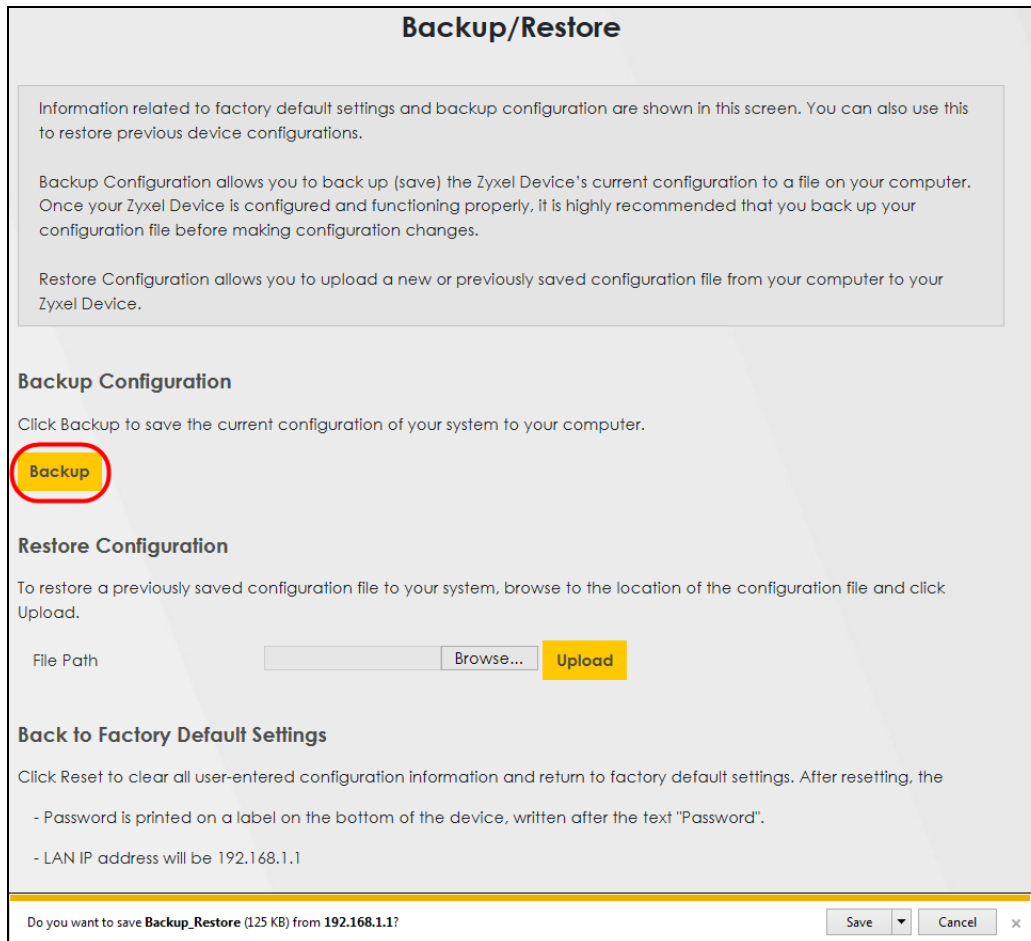 Backup/Restore
Information related to factory default settings and backup configuration are shown in this screen. You can also use this
to restore previous device configurations.
Backup Configuration allows you to back up (save) the Zyxel Device's current configuration to a file on your computer.
Once your Zyxel Device is configured and functioning properly, it is highly recommended that you back up your
configuration file before making configuration changes.
Restore Configuration allows you to upload a new or previously saved configuration file from your computer to your
Zyxel Device.
Backup Configuration
Click Backup to save the current configuration of your system to your computer.
Backup
Restore Configuration
To restore a previously saved configuration file to your system, browse to the location of the configuration file and click
Upload.
File Path Browse... Upload
Back to Factory Default Settings
Click Reset to clear all user-entered configuration information and return to factory default settings. After resetting, the
- Password is printed on a label on the bottom of the device, written after the text "Password".
- LAN IP address will be 192.168.1.1
Do you want to save Backup_Restore (125 KB) from 192.168.1.1? Save Cancel